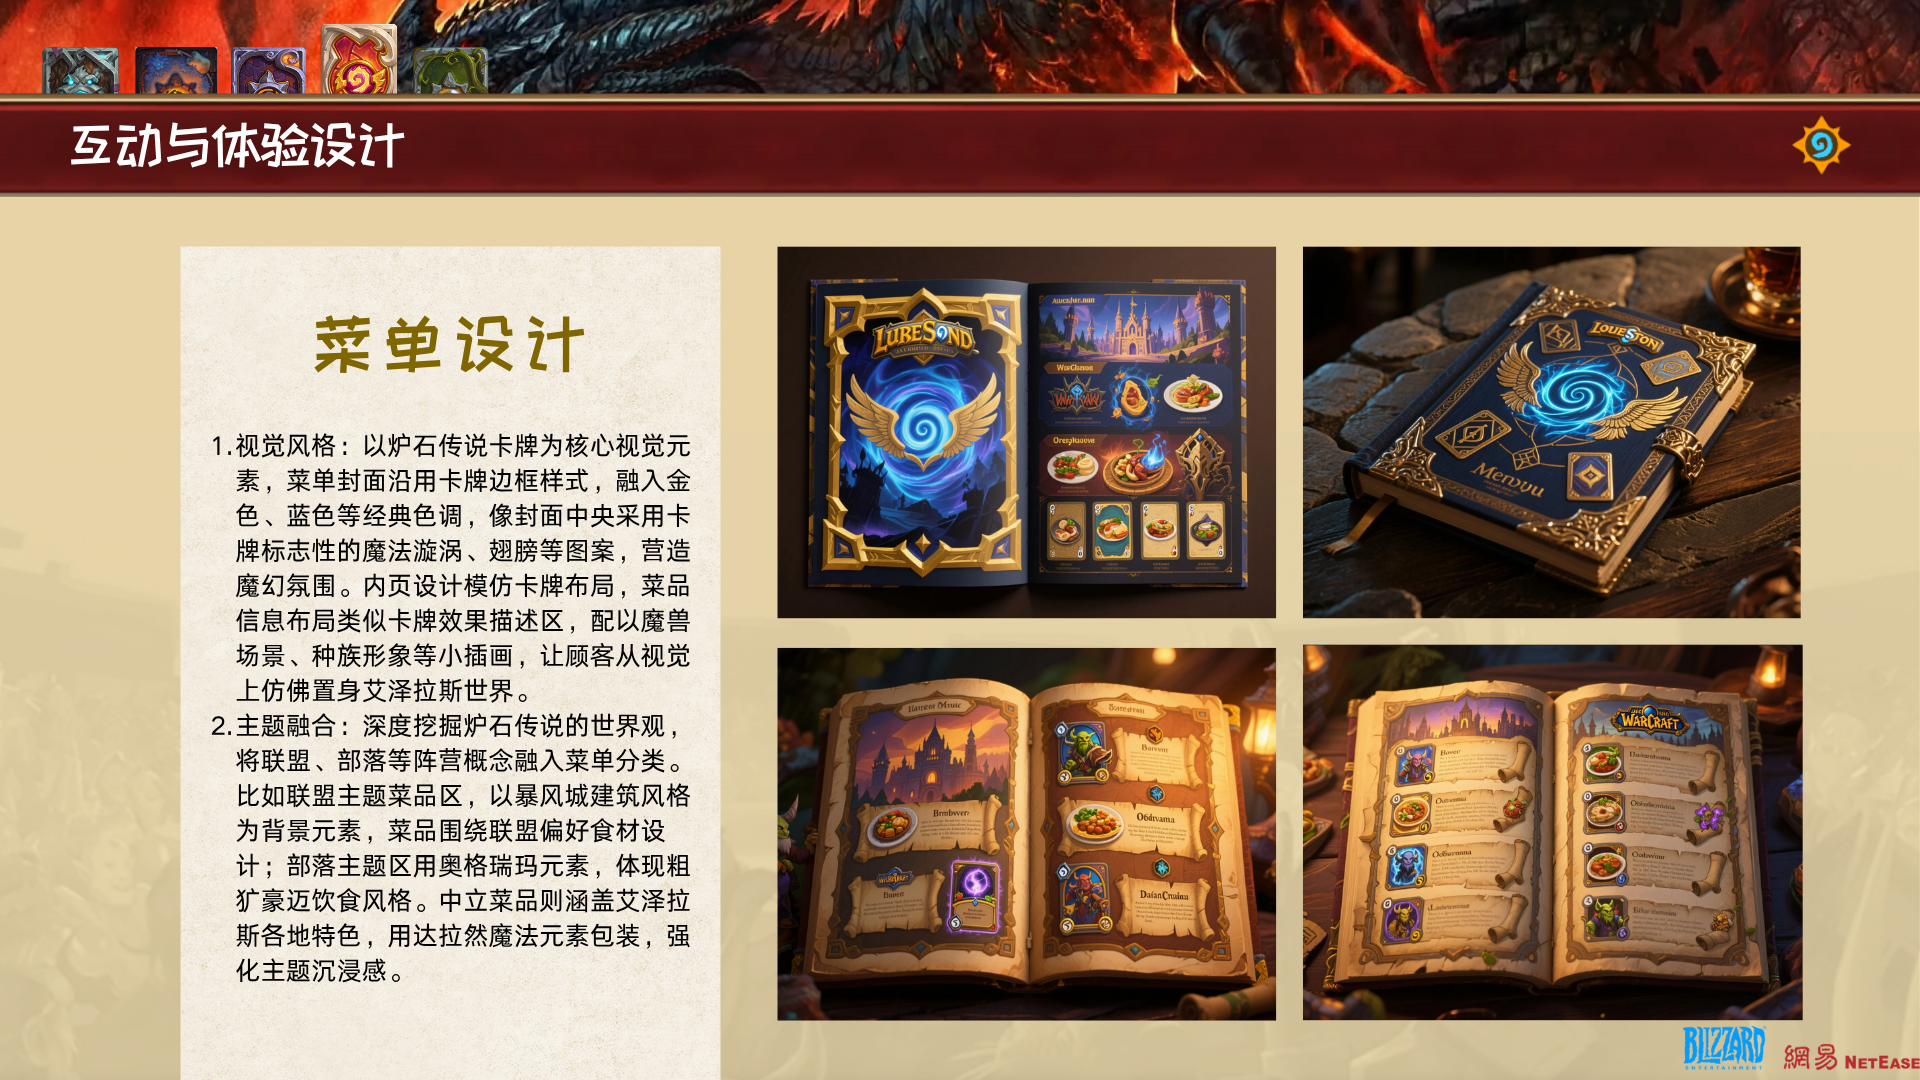 互动与体验设计
菜单设计
1.视觉风格：以炉石传说卡牌为核心视觉元
素，菜单封面沿用卡牌边框样式，融入金
色、蓝色等经典色调，像封面中央采用卡
牌标志性的魔法漩涡、翅膀等图案，营造
魔幻氛围。内页设计模仿卡牌布局，菜品
信息布局类似卡牌效果描述区，配以魔兽
场景、种族形象等小插画，让顾客从视觉
上仿佛置身艾泽拉斯世界。
2.主题融合：深度挖掘炉石传说的世界观，
将联盟、部落等阵营概念融入菜单分类。
比如联盟主题菜品区，以暴风城建筑风格
为背景元素，菜品围绕联盟偏好食材设
计；部落主题区用奥格瑞玛元素，体现粗
犷豪迈饮食风格。中立菜品则涵盖艾泽拉
斯各地特色，用达拉然魔法元素包装，强
化主题沉浸感。
LUBESOND
LOUESTON
Obidvama
WARCRAFT
BLIZZARD
ENTERTAINMENT
網易 NETEASE